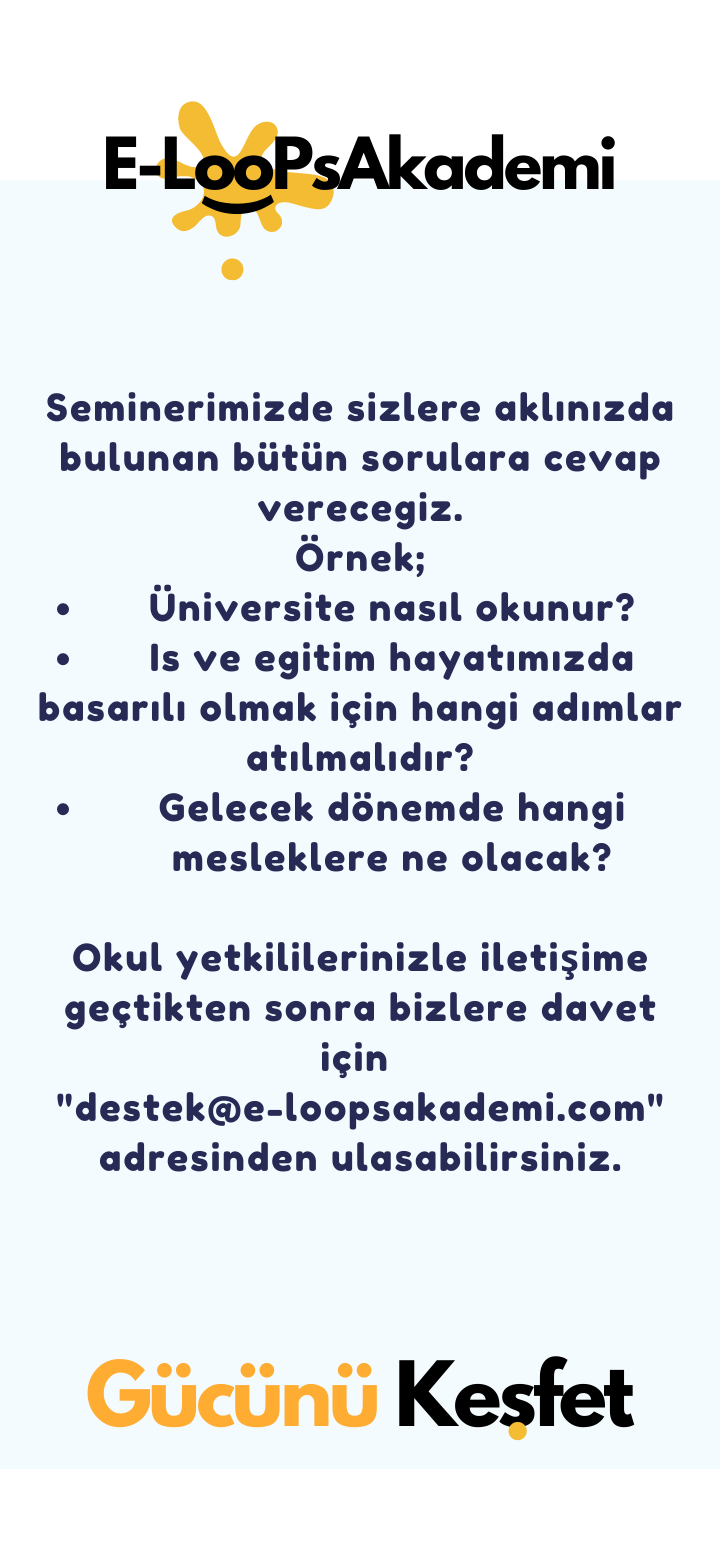 E-LooPsAkademi
Seminerimizde sizlere aklınızda
bulunan bütün sorulara cevap
verecegiz.
Örnek;
• Üniversite nasıl okunur?
• Is ve egitim hayatımızda
basarılı olmak için hangi adımlar
atılmalıdır?
• Gelecek dönemde hangi
mesleklere ne olacak?
Okul yetkililerinizle iletişime
geçtikten sonra bizlere davet
için
"destek@e-loopsakademi.com"
adresinden ulasabilirsiniz.
Gücünü Keşfet